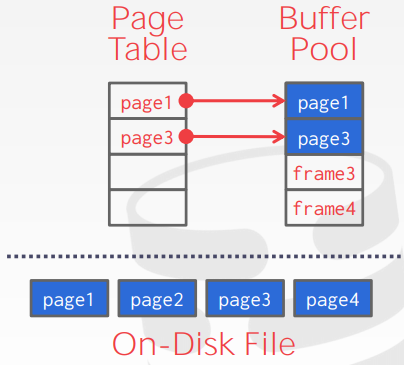 Page
Table
Buffer
Pool
page1
page1
page3
page3
frame3
frame4
page1 page2 page3 page4
On-Disk File